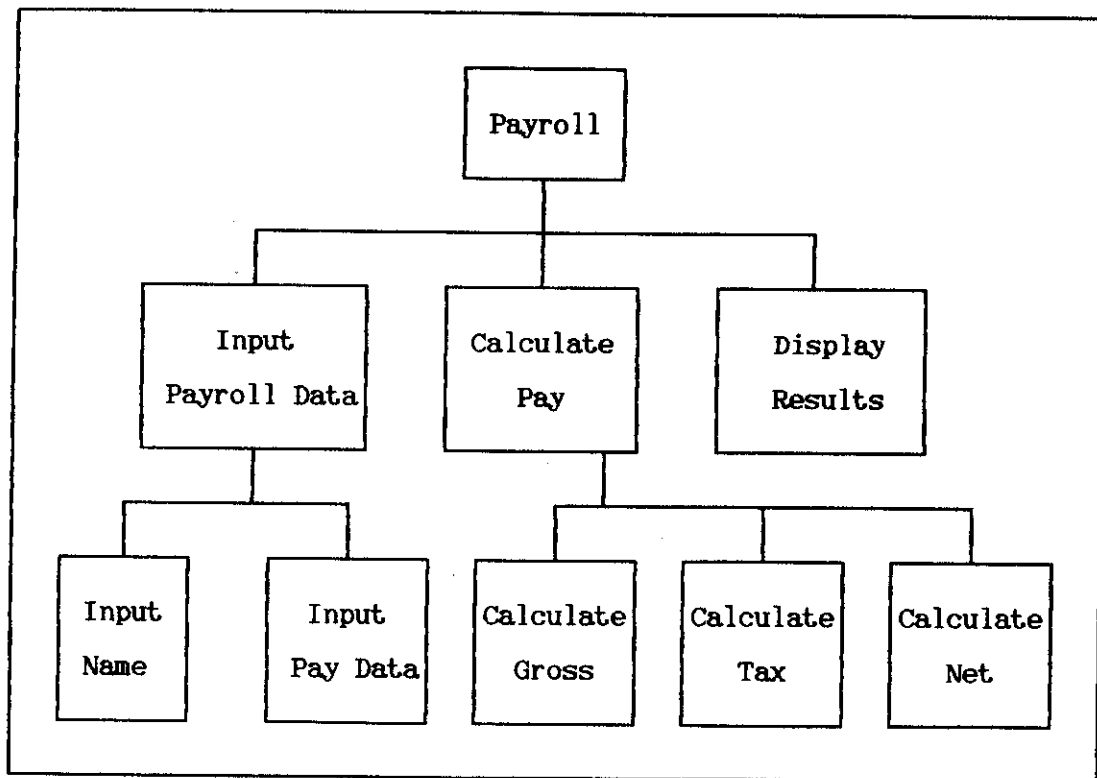 Payroll
Input
Payroll Data
Calculate
Pay
Display
Results
Input
Name
Input
Pay Data
Calculate
Gross
Calculate
Tax
Calculate
Net